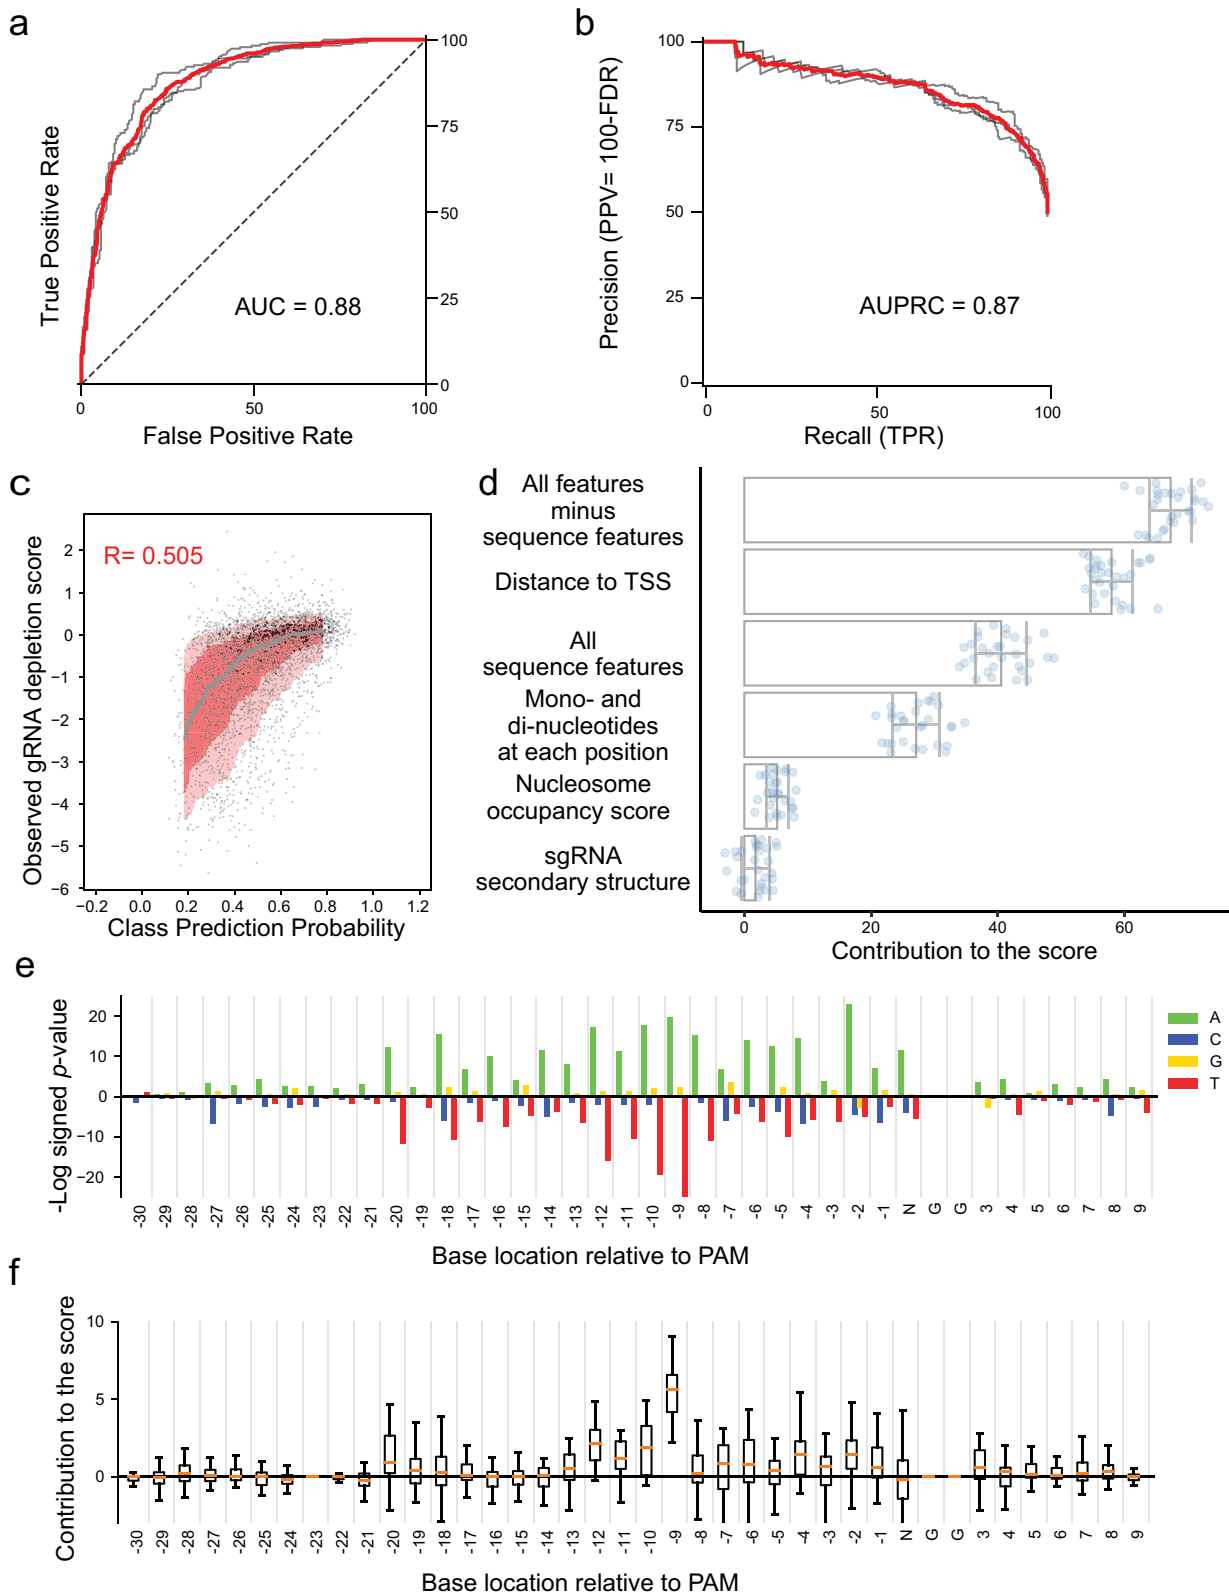 a
True Positive Rate
100
75
50
25
0
AUC = 0.88
0
50
100
False Positive Rate
b
Precision (PPV= 100-FDR)
100
75
50
25
0
AUPRC = 0.87
0
50
100
Recall (TPR)
c
Observed gRNA depletion score
R= 0.505
2
1
0
−1
−2
−3
−4
−5
−6
−0.2 0.0 0.2 0.4 0.6 0.8 1.0 1.2
Class Prediction Probability
d
All features
minus
sequence features
Distance to TSS
All
sequence features
Mono- and
di-nucleotides
at each position
Nucleosome
occupancy score
sgRNA
secondary structure
0 20 40 60
Contribution to the score
e
-Log signed p-value
20
10
0
−10
−20
A
C
G
T
-30 -29 -28 -27 -26 -25 -24 -23 -22 -21 -20 -19 -18 -17 -16 -15 -14 -13 -12 -11 -10 -9 -8 -7 -6 -5 -4 -3 -2 -1 N G G 3 4 5 6 7 8 9
Base location relative to PAM
f
Contribution to the score
10
5
0
-30 -29 -28 -27 -26 -25 -24 -23 -22 -21 -20 -19 -18 -17 -16 -15 -14 -13 -12 -11 -10 -9 -8 -7 -6 -5 -4 -3 -2 -1 N G G 3 4 5 6 7 8 9
Base location relative to PAM